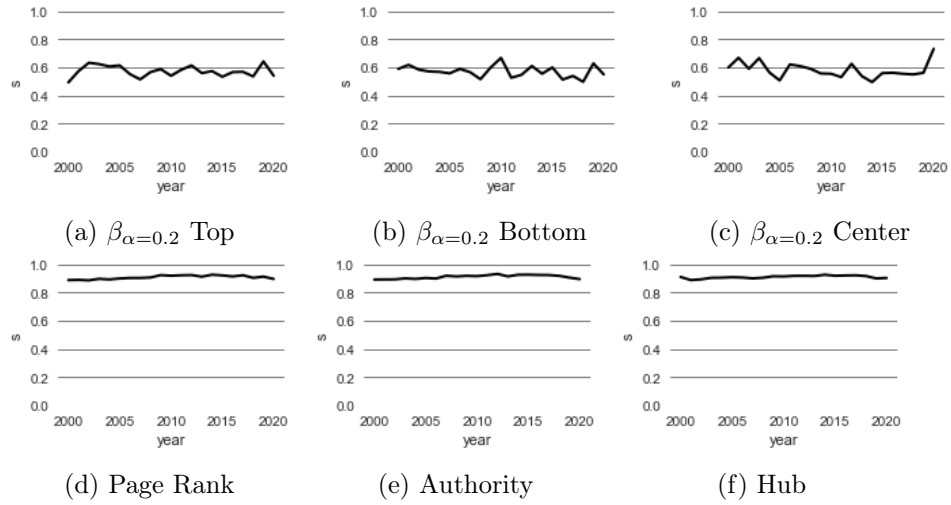 1.0 1.0 1.0
0.8 0.8 0.8
0.6 0.6 0.6
s s s
0.4 0.4 0.4
0.2 0.2 0.2
0.0 0.0 0.0
2000 2005 2010 2015 2020 2000 2005 2010 2015 2020 2000 2005 2010 2015 2020
year year year
(a) β_{α=0.2} Top (b) β_{α=0.2} Bottom (c) β_{α=0.2} Center
1.0 1.0 1.0
0.8 0.8 0.8
0.6 0.6 0.6
s s s
0.4 0.4 0.4
0.2 0.2 0.2
0.0 0.0 0.0
2000 2005 2010 2015 2020 2000 2005 2010 2015 2020 2000 2005 2010 2015 2020
year year year
(d) Page Rank (e) Authority (f) Hub